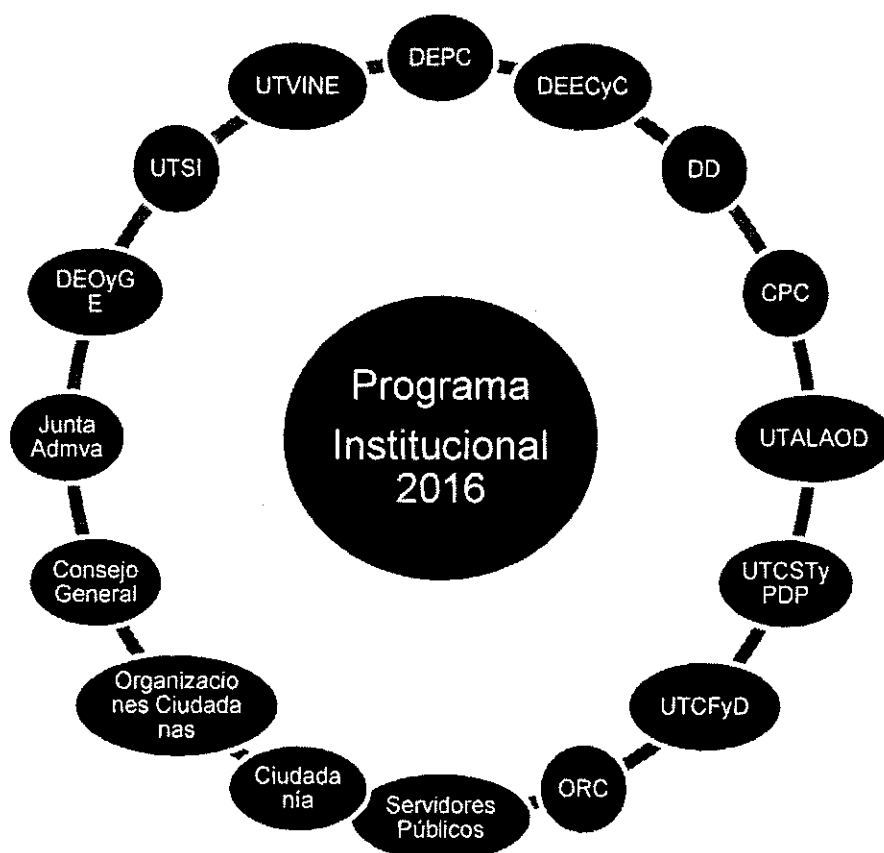 DEPC
DEECyC
DD
CPC
UTALAOD
UTCSTy
PDP
UTCFyD
ORC
Servidores
Públicos
Ciudada
nía
Organizacio
nes Ciudada
nas
Consejo
General
Junta
Admva
DEOyG
E
UTSI
UTVINE
Programa
Institucional
2016